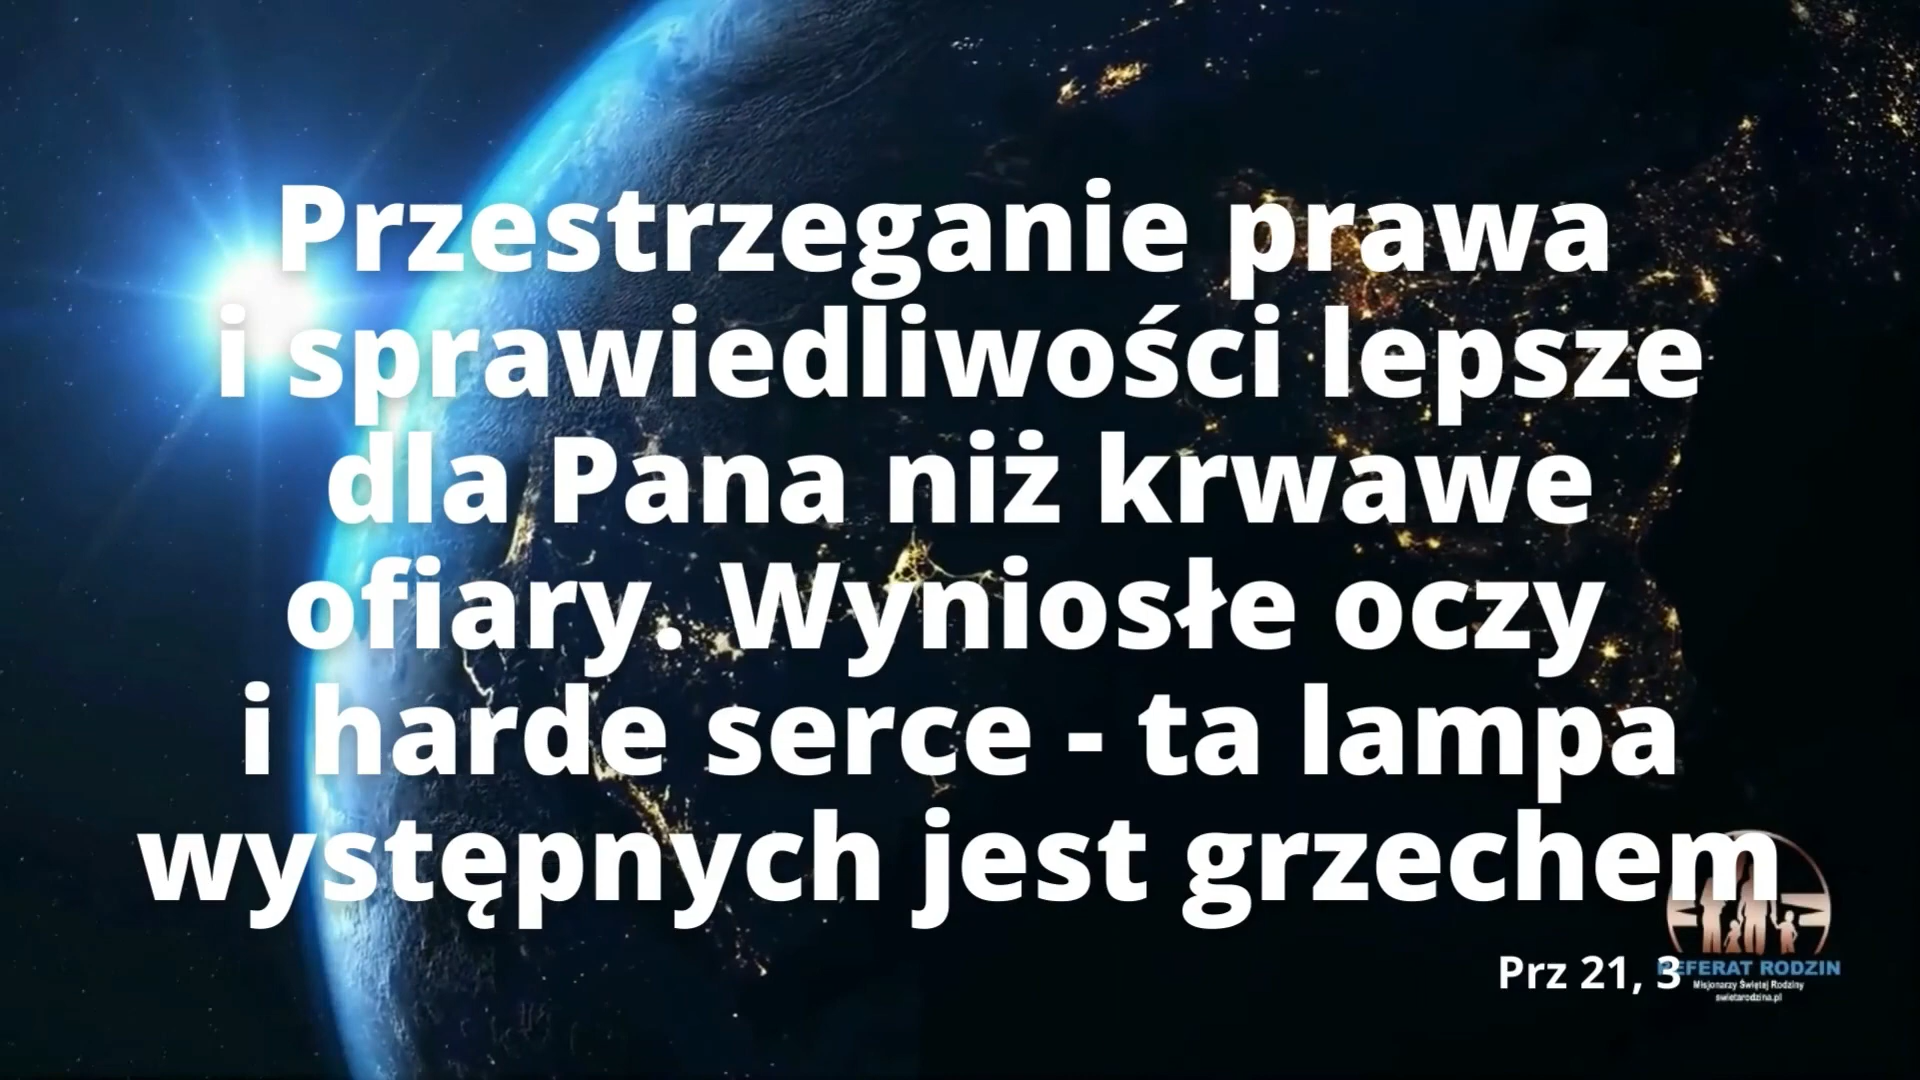 Przestrzeganie prawa
i sprawiedliwości lepsze
dla Pana niż krwawe
ofiary. Wyniosłe oczy
i harde serce - ta lampa
występnych jest grzechem
Prz 21, 3
REFERAT RODZIN
Misjonarzy Świętej Rodziny
swietarodzina.pl